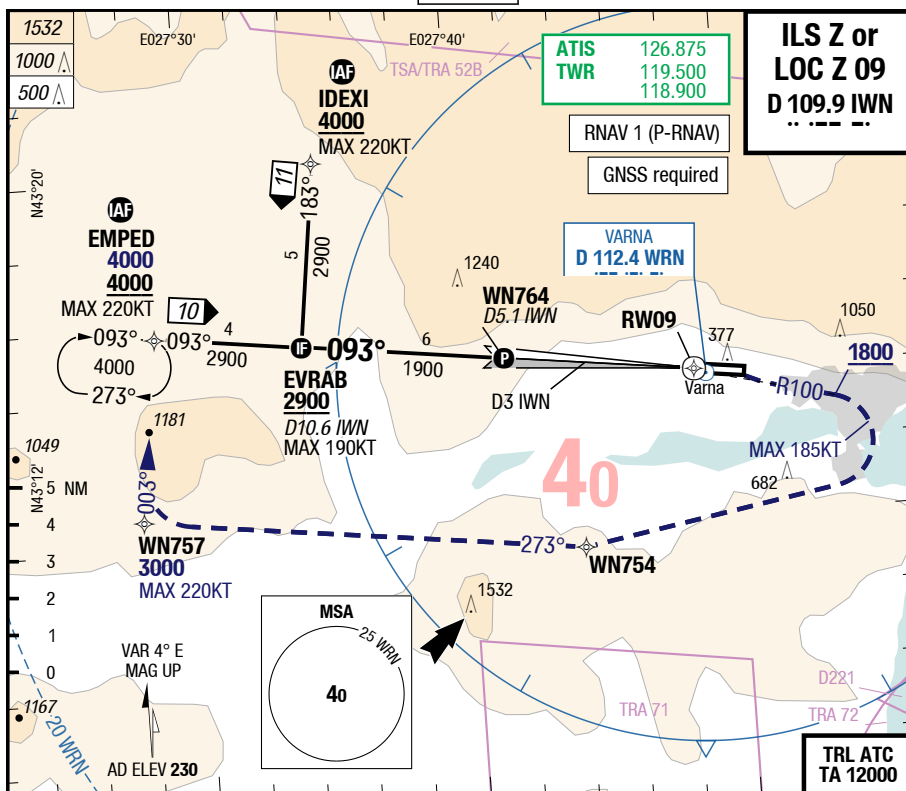 1532
1000
500
E027°30'
E027°40'
TSA/TRA 52B
ATIS 126.875
TWR 119.500
118.900
ILS Z or
LOC Z 09
D 109.9 IWN
RNAV 1 (P-RNAV)
GNSS required
IAF
IDEXI
4000
MAX 220KT
11
183°
5
2900
N43°20'
IAF
EMPED
4000
4000
MAX 220KT
10
093°
4000
273°
093°
4
2900
IF
093°
EVRAB
2900
D10.6 IWN
MAX 190KT
6
1900
1240
WN764
D5.1 IWN
P
D3 IWN
VARNA
D 112.4 WRN
RW09
377
Varna
1050
1800
R100
MAX 185KT
682
40
1181
1049
N43°12'
5 NM
4
3
2
1
0
003°
WN757
3000
MAX 220KT
273°
WN754
1532
MSA
25 WRN
40
VAR 4° E
MAG UP
1167
20 WRN
AD ELEV 230
TRA 71
D221
TRA 72
TRL ATC
TA 12000